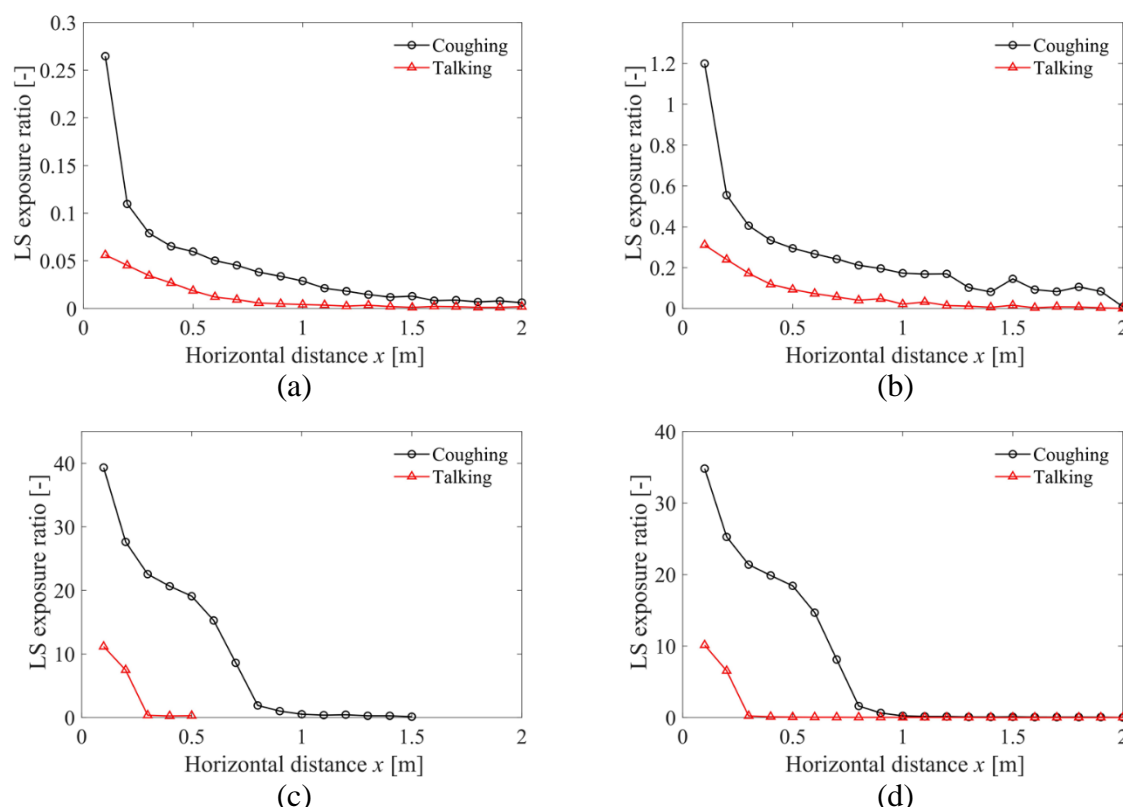 0.3
0.25
0.2
0.15
0.1
0.05
0
LS exposure ratio [-]
Coughing
Talking
0 0.5 1 1.5 2
Horizontal distance x [m]
(a)
1.2
1
0.8
0.6
0.4
0.2
0
LS exposure ratio [-]
Coughing
Talking
0 0.5 1 1.5 2
Horizontal distance x [m]
(b)
40
30
20
10
0
LS exposure ratio [-]
Coughing
Talking
0 0.5 1 1.5 2
Horizontal distance x [m]
(c)
40
30
20
10
0
LS exposure ratio [-]
Coughing
Talking
0 0.5 1 1.5 2
Horizontal distance x [m]
(d)